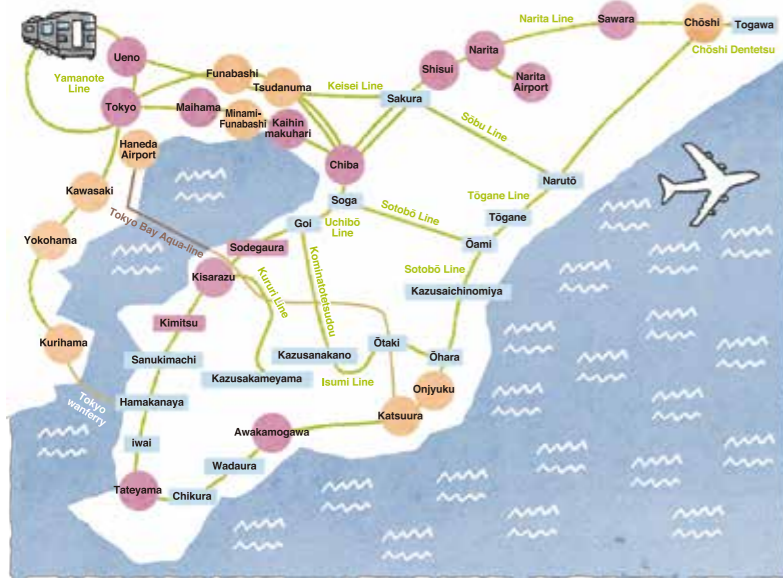 Narita Line
Sawara
Chōshi
Togawa
Ueno
Yamanote
Line
Funabashi
Tsudanuma
Keisei Line
Shisui
Narita
Narita
Airport
Chōshi Dentetsu
Tokyo
Maihama
Minami-
Funabashi
Kaihin
makuhari
Sakura
Sōbu Line
Haneda
Airport
Chiba
Narutō
Kawasaki
Soga
Tōgane Line
Tōgane
Sotobō Line
Goi
Uchibō
Line
Yokohama
Tokyo Bay Aqua-line
Sodegaura
Ōami
Kisarazu
Kururi Line
Kominatotetsudou
Sotobō Line
Kazusaichinomiya
Kimitsu
Kurihama
Sanukimachi
Kazusanakano
Ōtaki
Ōhara
Kazusakameyama
Isumi Line
Onjyuku
Tokyo
wanferry
Hamakanaya
Katsuura
iwai
Awakamogawa
Wadaura
Tateyama
Chikura